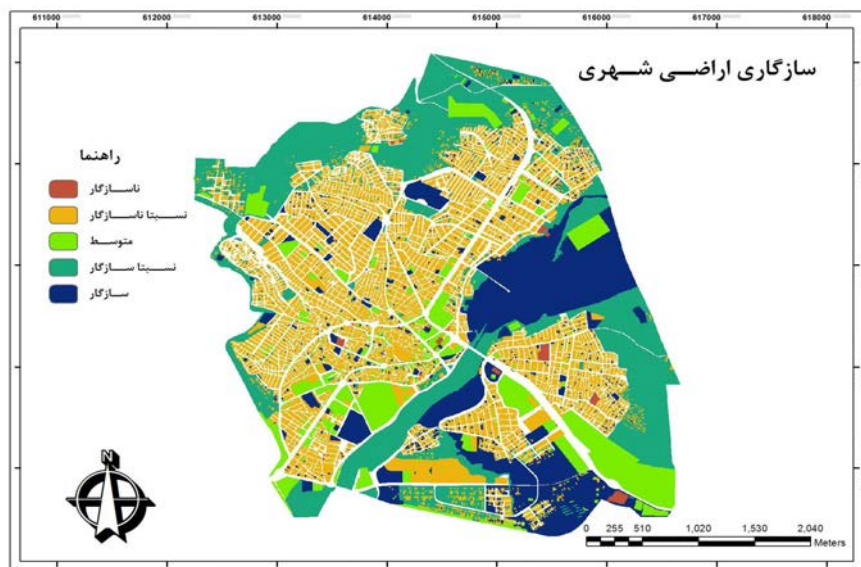 611000 612000 613000 614000 615000 616000 617000 618000
سازگاری اراضی شهری
راهنما
ناسازگار
نسبتا ناسازگار
متوسط
نسبتا سازگار
سازگار
N
0 255 510 1,020 1,530 2,040
Meters